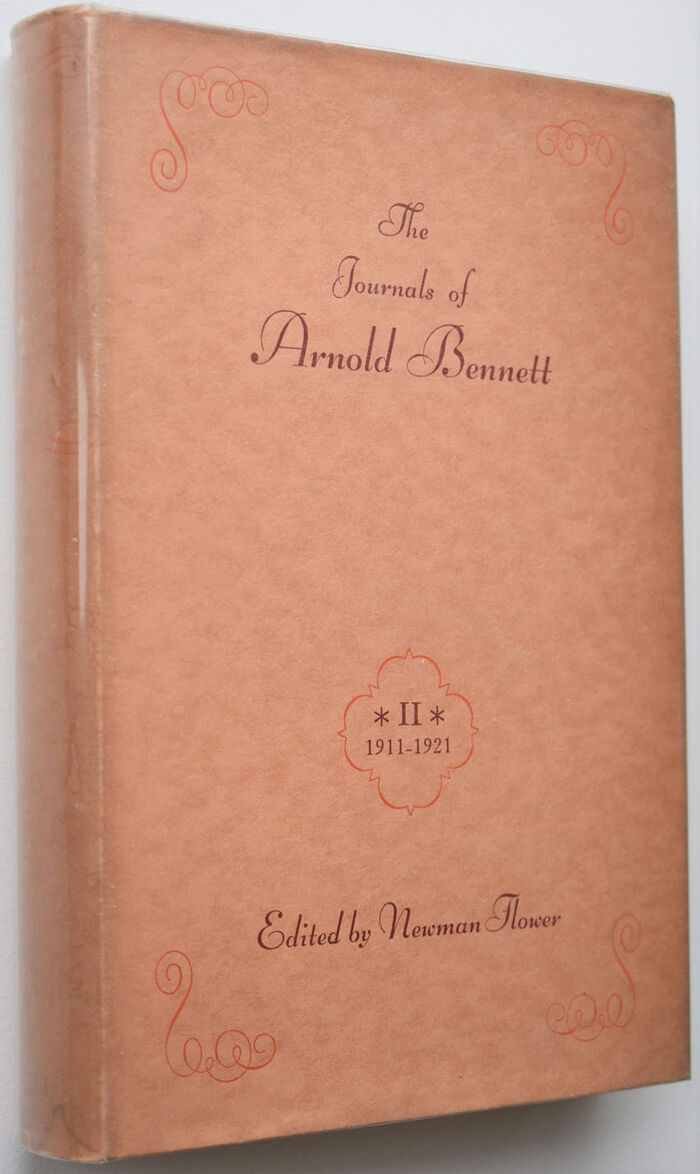 The
Journals of
Arnold Bennett
* II *
1911-1921
Edited by Newman Flower